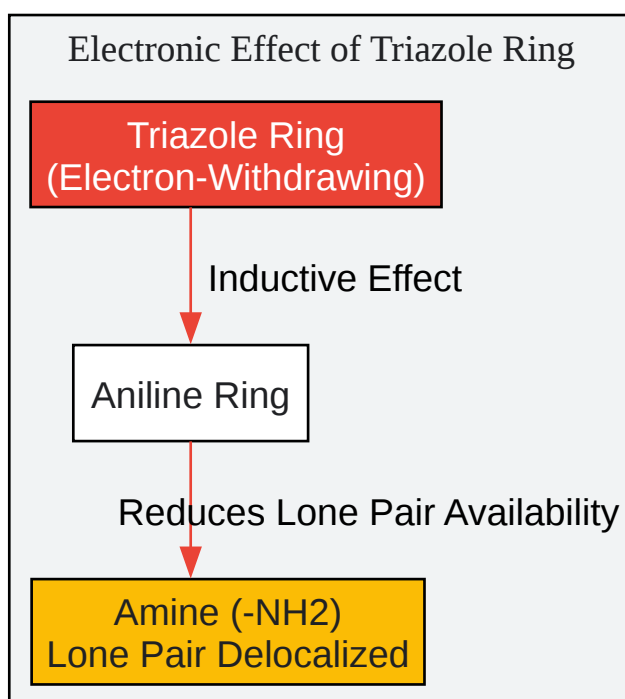 Electronic Effect of Triazole Ring
Triazole Ring
(Electron-Withdrawing)
Inductive Effect
Aniline Ring
Reduces Lone Pair Availability
Amine (-NH2)
Lone Pair Delocalized